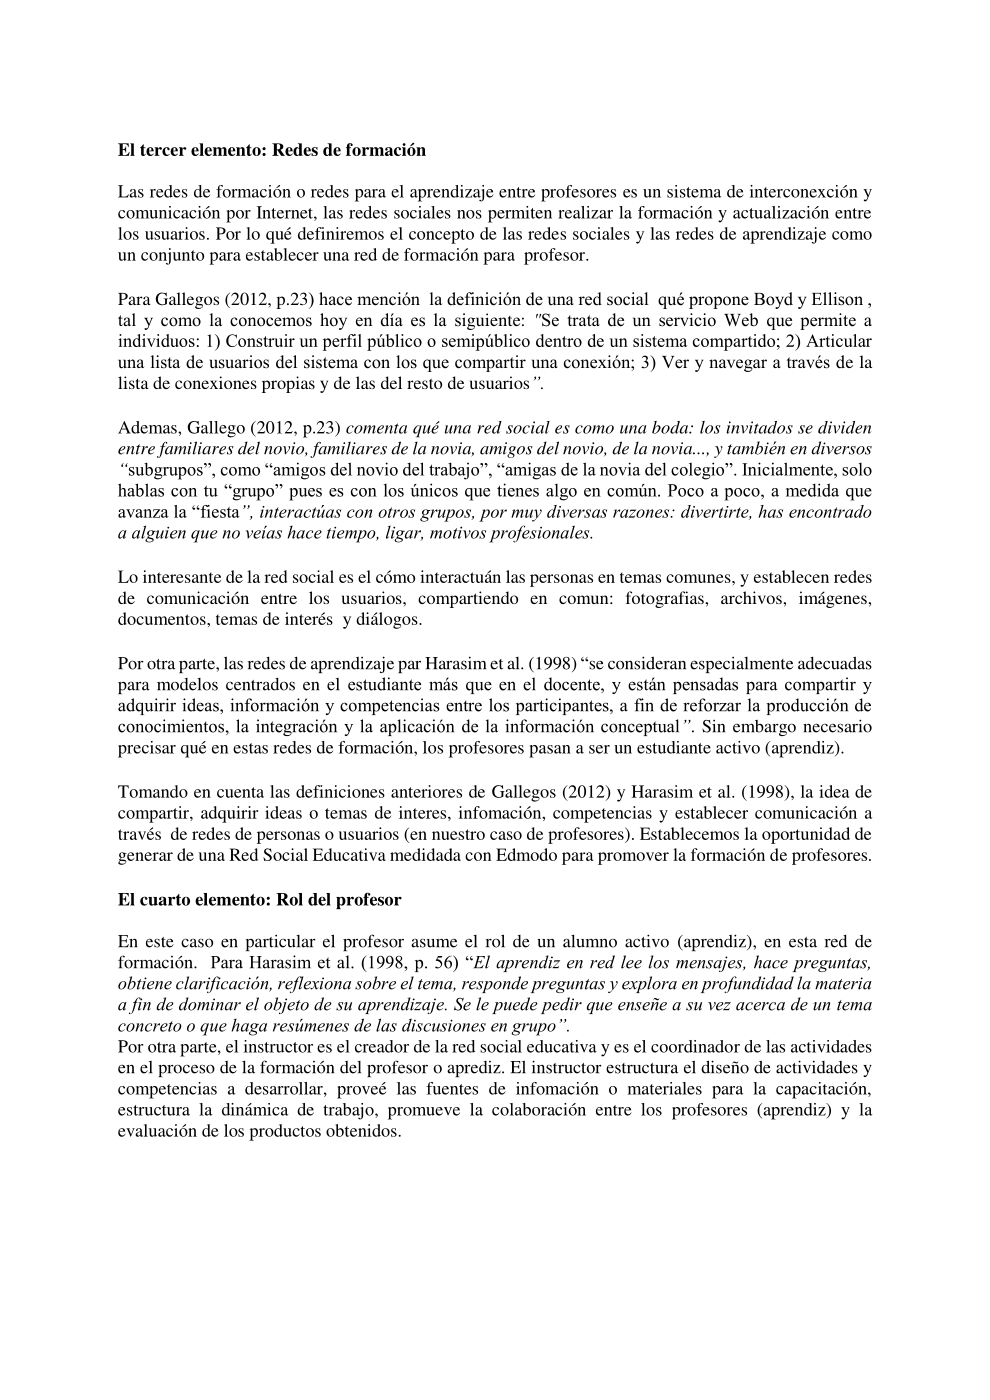 El tercer elemento: Redes de formación
Las redes de formación o redes para el aprendizaje entre profesores es un sistema de interconexción y
comunicación por Internet, las redes sociales nos permiten realizar la formación y actualización entre
los usuarios. Por lo qué definiremos el concepto de las redes sociales y las redes de aprendizaje como
un conjunto para establecer una red de formación para  profesor.
Para Gallegos (2012, p.23) hace mención  la definición de una red social  qué propone Boyd y Ellison ,
tal y como la conocemos hoy en día es la siguiente: "Se trata de un servicio Web que permite a
individuos: 1) Construir un perfil público o semipúblico dentro de un sistema compartido; 2) Articular
una lista de usuarios del sistema con los que compartir una conexión; 3) Ver y navegar a través de la
lista de conexiones propias y de las del resto de usuarios”.
Ademas, Gallego (2012, p.23) comenta qué una red social es como una boda: los invitados se dividen
entre familiares del novio, familiares de la novia, amigos del novio, de la novia..., y también en diversos
“subgrupos”, como “amigos del novio del trabajo”, “amigas de la novia del colegio”. Inicialmente, solo
hablas con tu “grupo” pues es con los únicos que tienes algo en común. Poco a poco, a medida que
avanza la “fiesta”, interactúas con otros grupos, por muy diversas razones: divertirte, has encontrado
a alguien que no veías hace tiempo, ligar, motivos profesionales.
Lo interesante de la red social es el cómo interactuán las personas en temas comunes, y establecen redes
de comunicación entre los usuarios, compartiendo en comun: fotografias, archivos, imágenes,
documentos, temas de interés  y diálogos.
Por otra parte, las redes de aprendizaje par Harasim et al. (1998) “se consideran especialmente adecuadas
para modelos centrados en el estudiante más que en el docente, y están pensadas para compartir y
adquirir ideas, información y competencias entre los participantes, a fin de reforzar la producción de
conocimientos, la integración y la aplicación de la información conceptual”. Sin embargo necesario
precisar qué en estas redes de formación, los profesores pasan a ser un estudiante activo (aprendiz).
Tomando en cuenta las definiciones anteriores de Gallegos (2012) y Harasim et al. (1998), la idea de
compartir, adquirir ideas o temas de interes, infomación, competencias y establecer comunicación a
través  de redes de personas o usuarios (en nuestro caso de profesores). Establecemos la oportunidad de
generar de una Red Social Educativa medidada con Edmodo para promover la formación de profesores.
El cuarto elemento: Rol del profesor
En este caso en particular el profesor asume el rol de un alumno activo (aprendiz), en esta red de
formación.  Para Harasim et al. (1998, p. 56) “El aprendiz en red lee los mensajes, hace preguntas,
obtiene clarificación, reflexiona sobre el tema, responde preguntas y explora en profundidad la materia
a fin de dominar el objeto de su aprendizaje. Se le puede pedir que enseñe a su vez acerca de un tema
concreto o que haga resúmenes de las discusiones en grupo”.
Por otra parte, el instructor es el creador de la red social educativa y es el coordinador de las actividades
en el proceso de la formación del profesor o aprediz. El instructor estructura el diseño de actividades y
competencias a desarrollar, proveé las fuentes de infomación o materiales para la capacitación,
estructura la dinámica de trabajo, promueve la colaboración entre los profesores (aprendiz) y la
evaluación de los productos obtenidos.